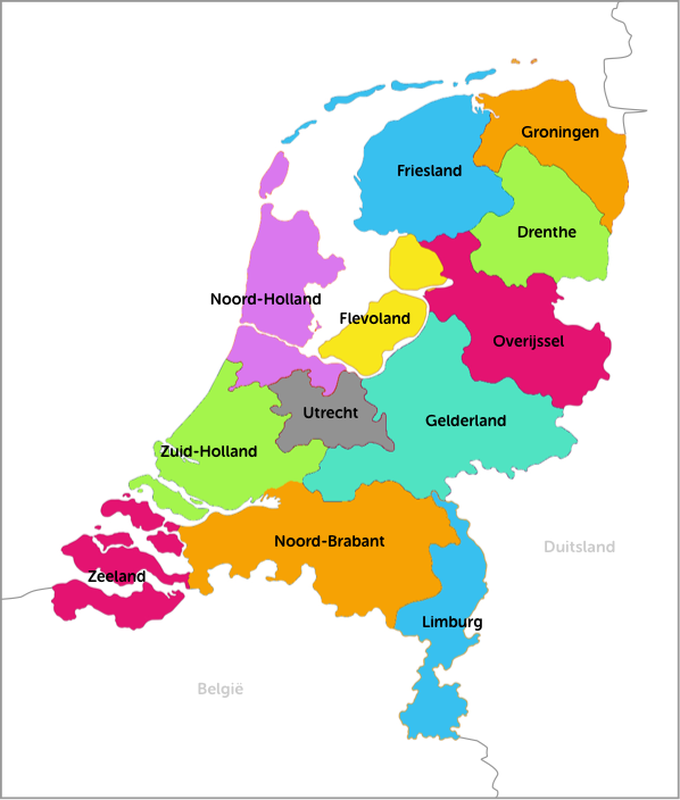 Groningen
Friesland
Drenthe
Noord-Holland
Flevoland
Overijssel
Utrecht
Gelderland
Zuid-Holland
Noord-Brabant
Duitsland
Zeeland
Limburg
België